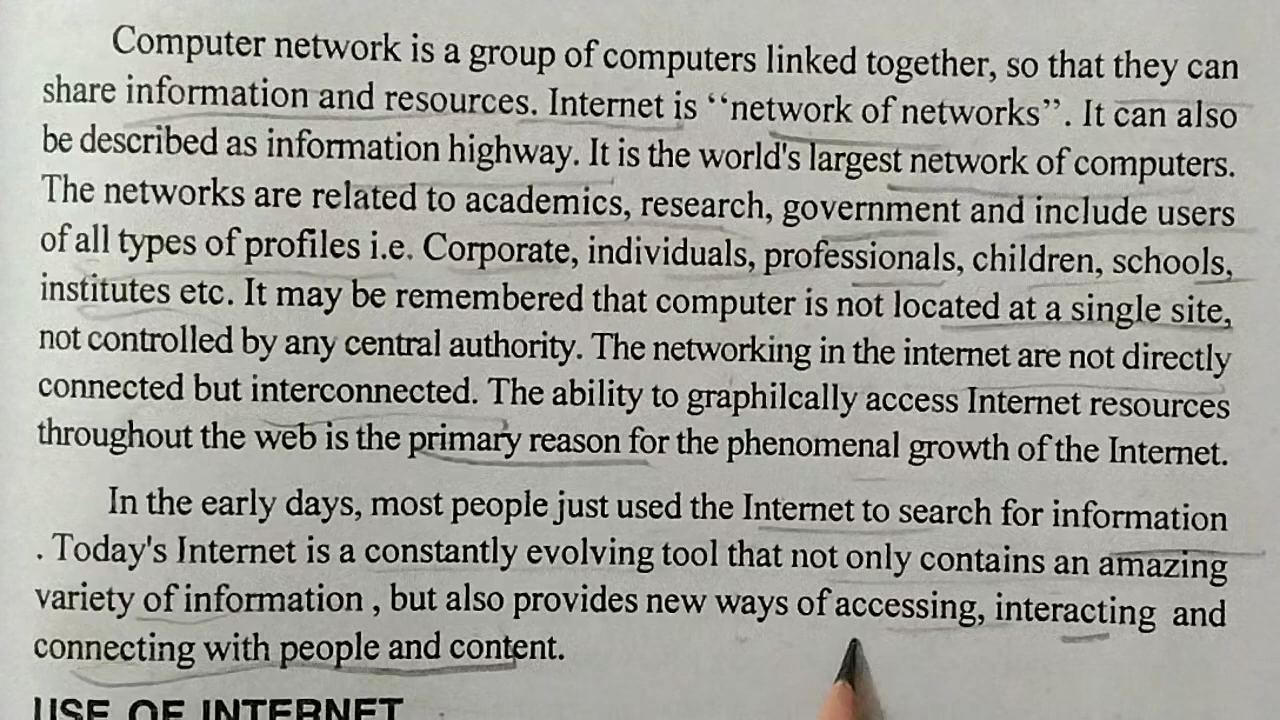 Computer network is a group of computers linked together, so that they can
share information and resources. Internet is “network of networks”. It can also
be described as information highway. It is the world's largest network of computers.
The networks are related to academics, research, government and include users
of all types of profiles i.e. Corporate, individuals, professionals, children, schools,
institutes etc. It may be remembered that computer is not located at a single site,
not controlled by any central authority. The networking in the internet are not directly
connected but interconnected. The ability to graphilcally access Internet resources
throughout the web is the primary reason for the phenomenal growth of the Internet.
In the early days, most people just used the Internet to search for information
. Today's Internet is a constantly evolving tool that not only contains an amazing
variety of information , but also provides new ways of accessing, interacting and
connecting with people and content.
USE OF INTERNET